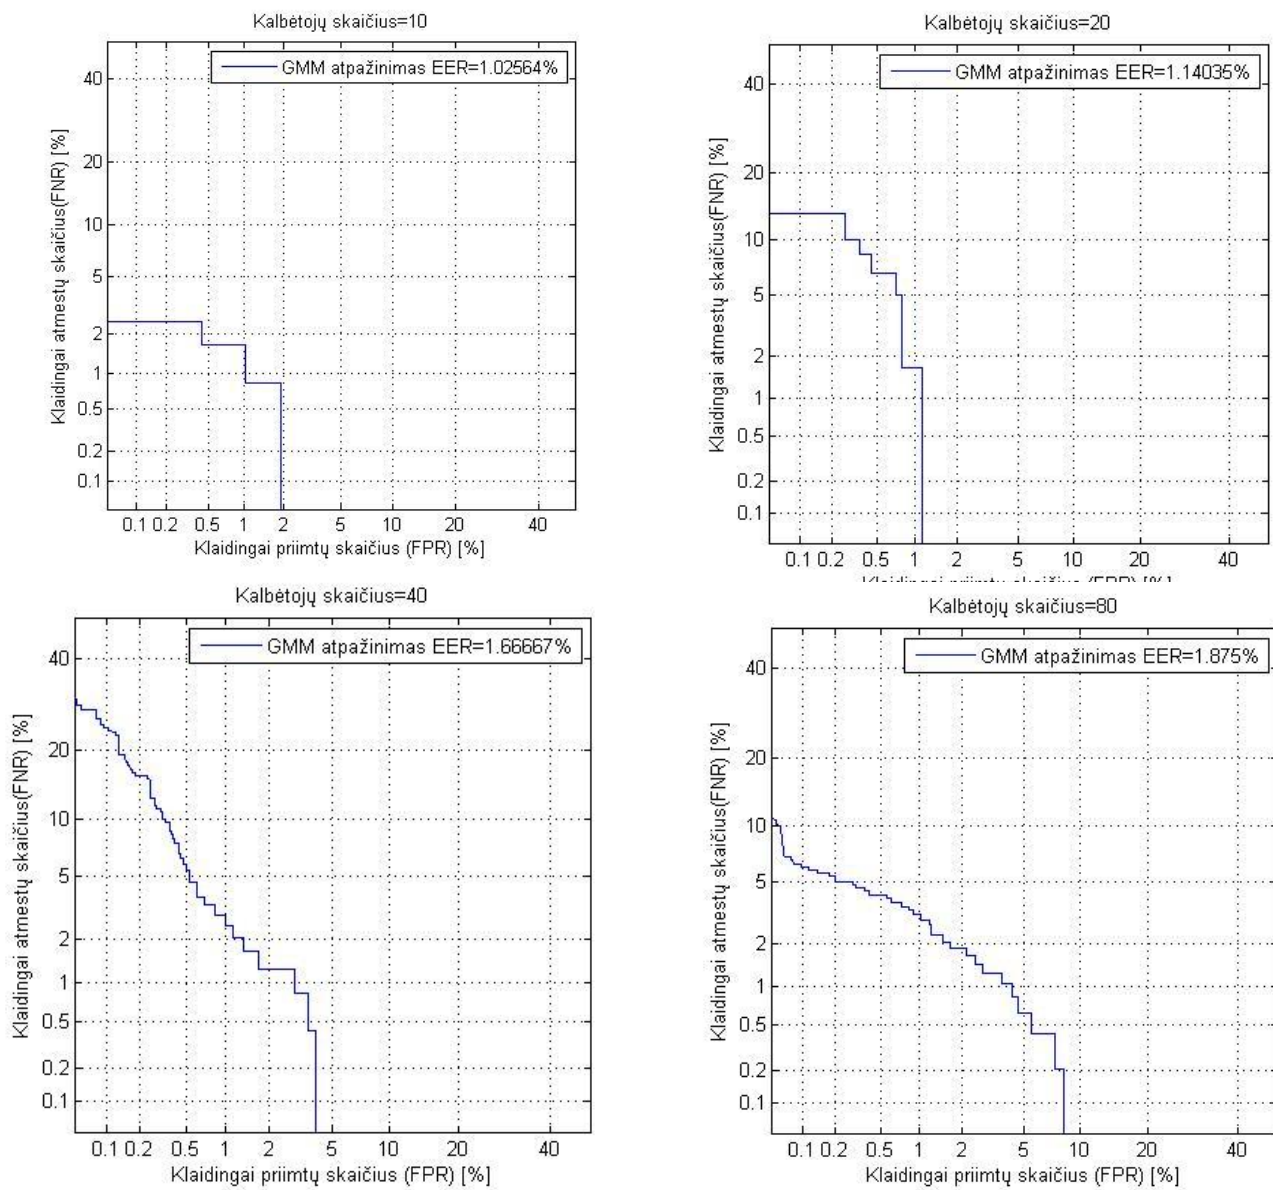 Kalbėtojų skaičius=10
GMM atpažinimas EER=1.02564%
Klaidingai atmestų skaičius(FNR) [%]
40
20
10
5
2
1
0.5
0.2
0.1
0.1 0.2 0.5 1 2 5 10 20 40
Klaidingai priimtų skaičius (FPR) [%]
Kalbėtojų skaičius=20
GMM atpažinimas EER=1.14035%
Klaidingai atmestų skaičius(FNR) [%]
40
20
10
5
2
1
0.5
0.2
0.1
0.1 0.2 0.5 1 2 5 10 20 40
Klaidingai priimtų skaičius (FPR) [%]
Kalbėtojų skaičius=40
GMM atpažinimas EER=1.66667%
Klaidingai atmestų skaičius(FNR) [%]
40
20
10
5
2
1
0.5
0.2
0.1
0.1 0.2 0.5 1 2 5 10 20 40
Klaidingai priimtų skaičius (FPR) [%]
Kalbėtojų skaičius=80
GMM atpažinimas EER=1.875%
Klaidingai atmestų skaičius(FNR) [%]
40
20
10
5
2
1
0.5
0.2
0.1
0.1 0.2 0.5 1 2 5 10 20 40
Klaidingai priimtų skaičius (FPR) [%]